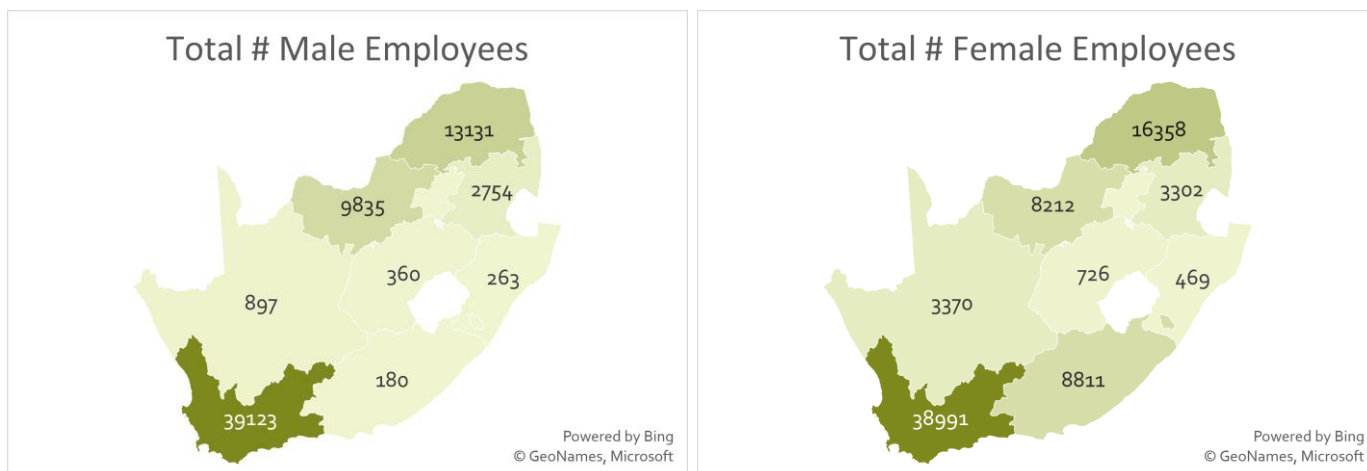 Total # Male Employees
13131
2754
9835
360
263
897
180
39123
Powered by Bing
© GeoNames, Microsoft
Total # Female Employees
16358
3302
8212
726
469
3370
8811
38991
Powered by Bing
© GeoNames, Microsoft